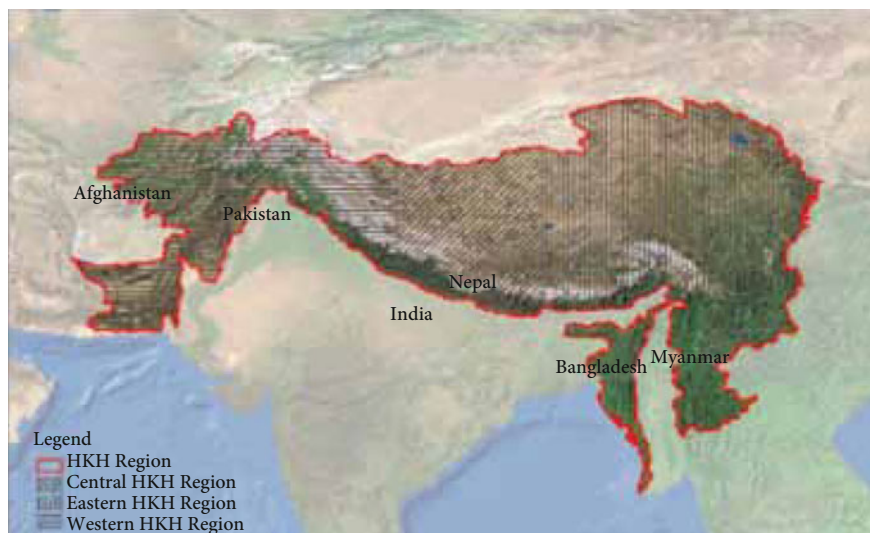 Afghanistan
Pakistan
Nepal
India
Bangladesh
Myanmar
Legend
HKH Region
Central HKH Region
Eastern HKH Region
Western HKH Region